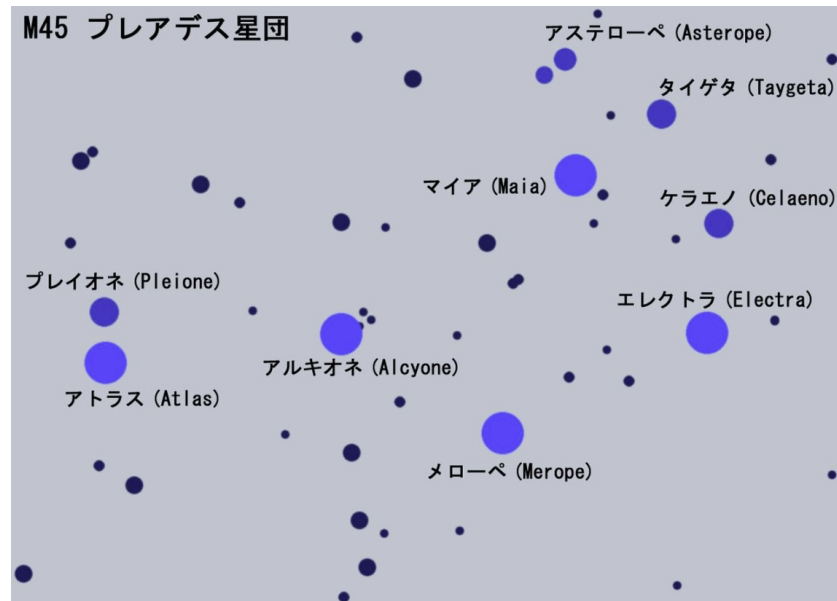 M45 プレアデス星団
アステローペ (Asterope)
タイゲタ (Taygeta)
マイア (Maia)
ケラエノ (Celaeno)
プレイオネ (Pleione)
エレクトラ (Electra)
アルキオネ (Alcyone)
アトラス (Atlas)
メローペ (Merope)